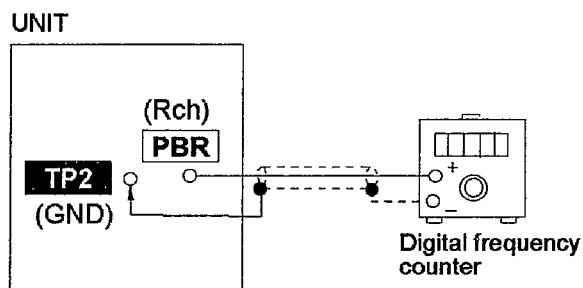 UNIT
(Rch)
PBR
TP2
(GND)
+
−
Digital frequency
counter